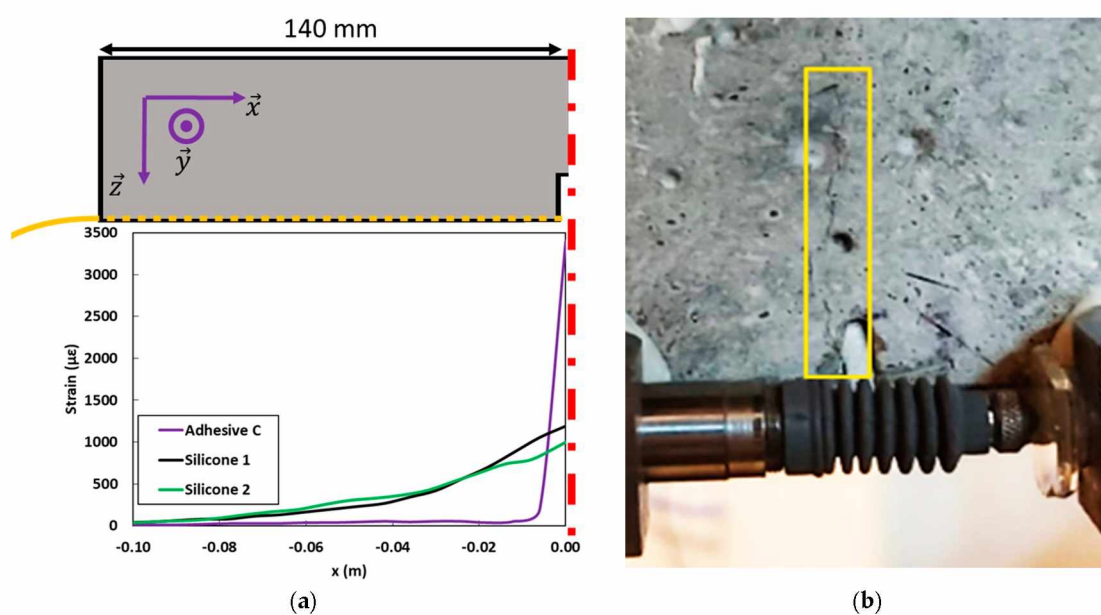 140 mm
x
y
z
3500
3000
2500
2000
1500
1000
500
0
Strain (µε)
Adhesive C
Silicone 1
Silicone 2
-0.10 -0.08 -0.06 -0.04 -0.02 0.00
x (m)
(a) (b)